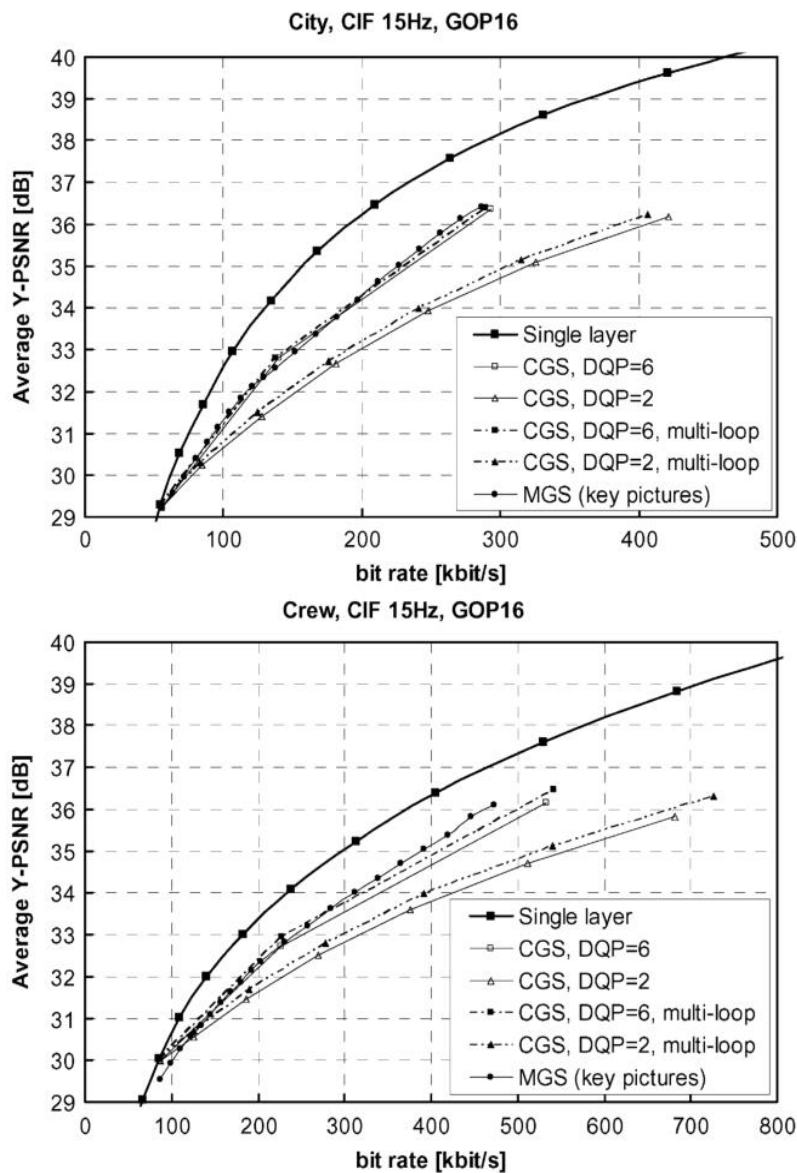 City, CIF 15Hz, GOP16
40
39
38
37
36
35
34
33
32
31
30
29
Average Y-PSNR [dB]
Single layer
CGS, DQP=6
CGS, DQP=2
CGS, DQP=6, multi-loop
CGS, DQP=2, multi-loop
MGS (key pictures)
0 100 200 300 400 500
bit rate [kbit/s]
Crew, CIF 15Hz, GOP16
40
39
38
37
36
35
34
33
32
31
30
29
Average Y-PSNR [dB]
Single layer
CGS, DQP=6
CGS, DQP=2
CGS, DQP=6, multi-loop
CGS, DQP=2, multi-loop
MGS (key pictures)
0 100 200 300 400 500 600 700 800
bit rate [kbit/s]